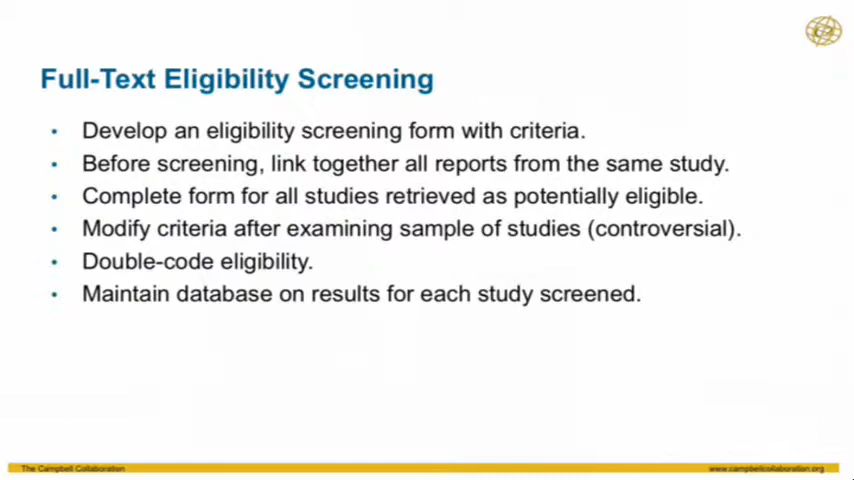 Full-Text Eligibility Screening
• Develop an eligibility screening form with criteria.
• Before screening, link together all reports from the same study.
• Complete form for all studies retrieved as potentially eligible.
• Modify criteria after examining sample of studies (controversial).
• Double-code eligibility.
• Maintain database on results for each study screened.
The Campbell Collaboration
www.campbellcollaboration.org